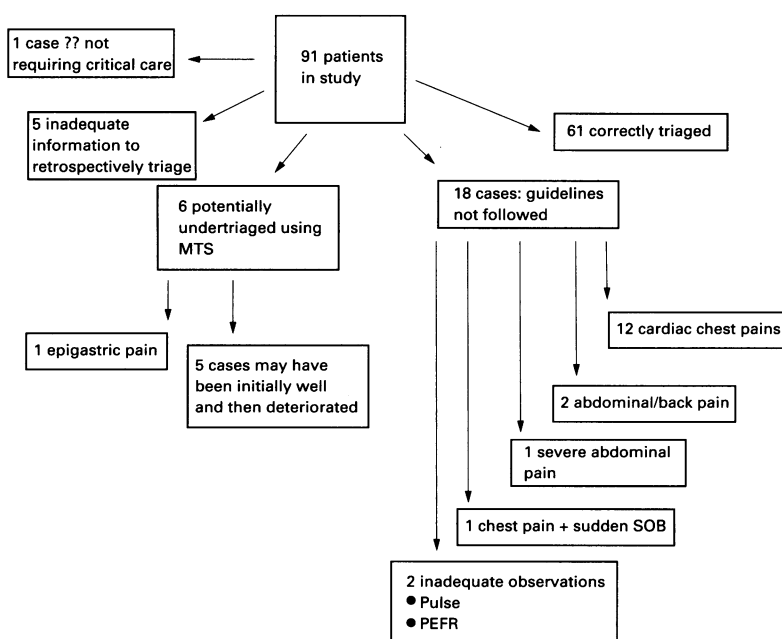 1 case ?? not
requiring critical care
91 patients
in study
5 inadequate
information to
retrospectively triage
61 correctly triaged
6 potentially
undertriaged using
MTS
18 cases: guidelines
not followed
1 epigastric pain
5 cases may have
been initially well
and then deteriorated
12 cardiac chest pains
2 abdominal/back pain
1 severe abdominal
pain
1 chest pain + sudden SOB
2 inadequate observations
● Pulse
● PEFR